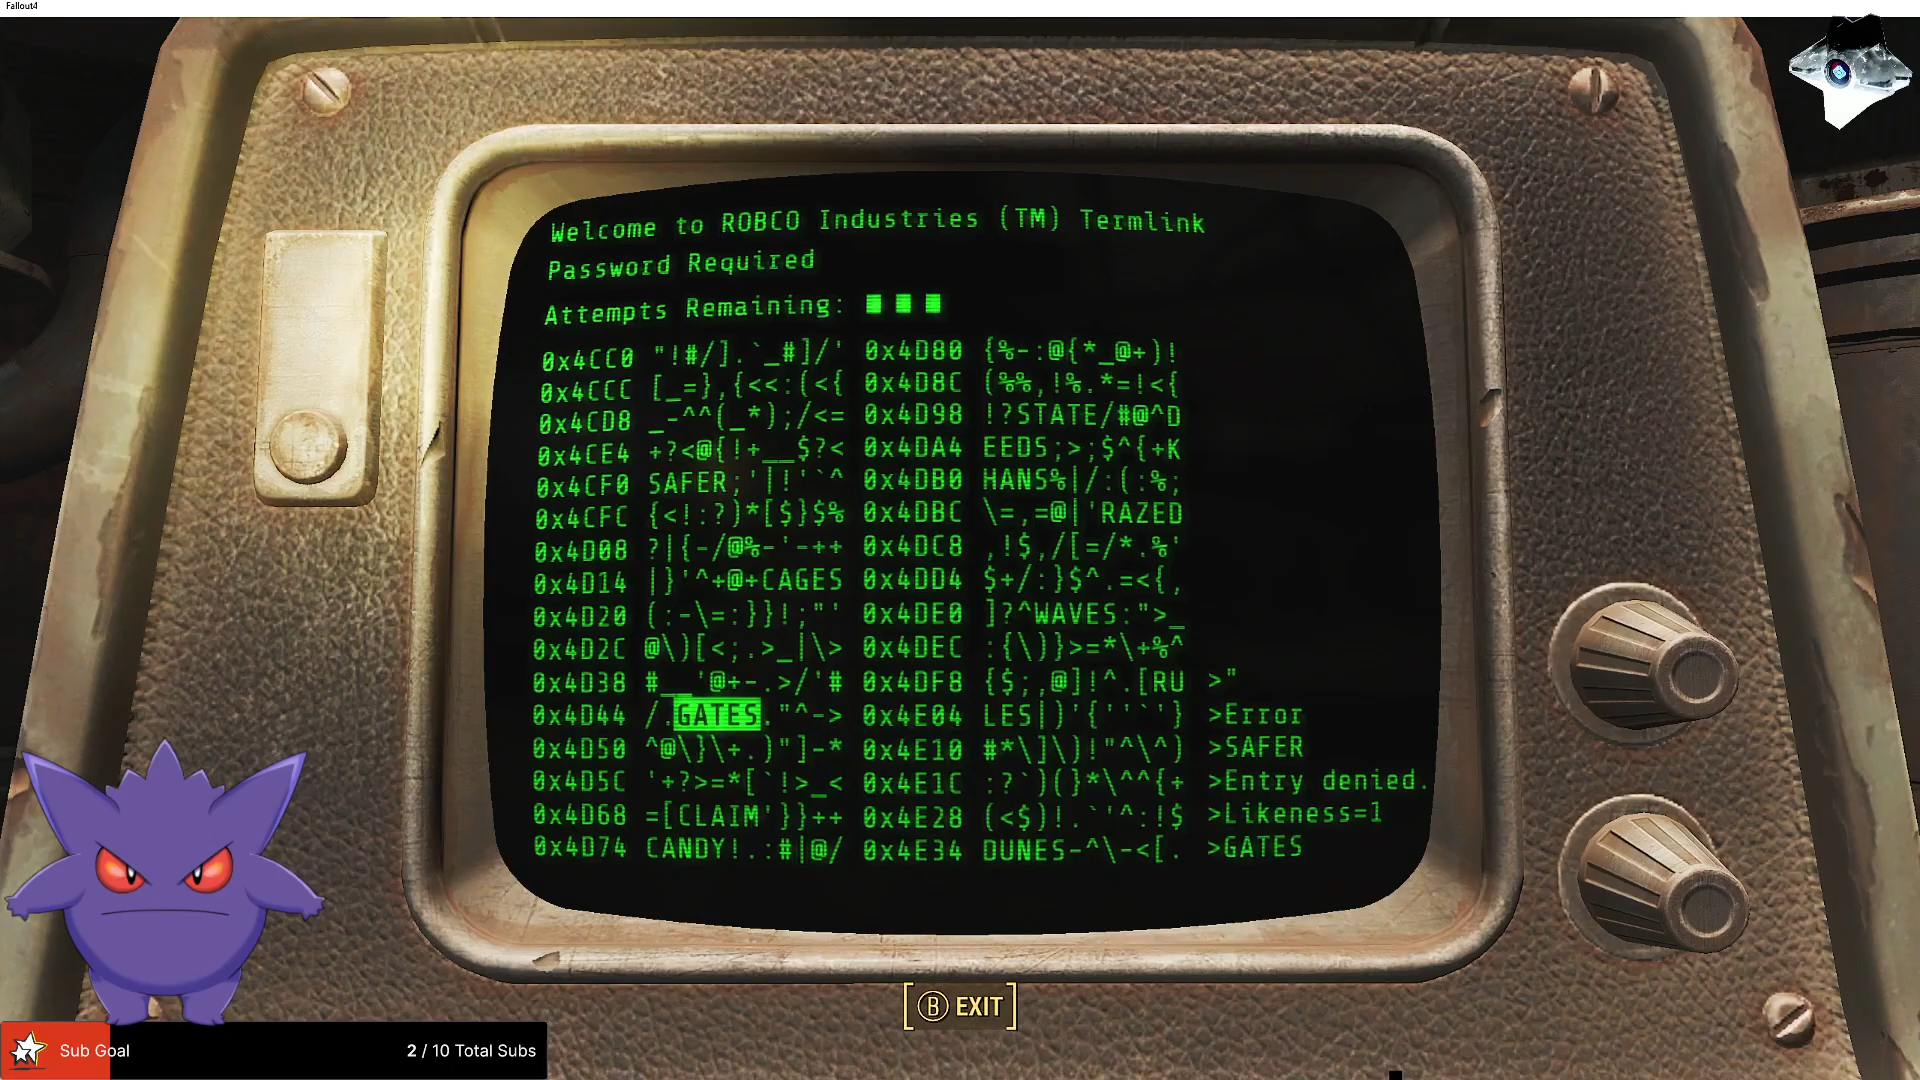 Fallout4
Welcome to ROBCO Industries (TM) Termlink
Password Required
Attempts Remaining:
0x4CC0 "!#/].`_#]/' 0x4D80 {%-:@{*_@+)!
0x4CCC [_=},{<<:(<{ 0x4D8C (%%,!%.*=!<{
0x4CD8 _-^^(_*);/<= 0x4D98 !?STATE/#@^D
0x4CE4 +?<@{!+__$?< 0x4DA4 EEDS;>;$^{+K
0x4CF0 SAFER;'|!'`^ 0x4DB0 HANS%|/:(:%;
0x4CFC {<!:?)*[$}$% 0x4DBC \=,=@|'RAZED
0x4D08 ?|{-/@%-'-++ 0x4DC8 ,!$,/[=/*.%'
0x4D14 |}'^+@+CAGES 0x4DD4 $+/:}$^.=<{,
0x4D20 (:-\=:}}!;"' 0x4DE0 ]?^WAVES:">_
0x4D2C @\)[<;.>_|\> 0x4DEC :{\)}>=*\+%^
0x4D38 #__'@+-.>/'# 0x4DF8 {$;,@]!^.[RU >"
0x4D44 /.GATES."^-> 0x4E04 LES|)'{''`'} >Error
0x4D50 ^@\}\+.)"]-* 0x4E10 #*\]\)!"^\^) >SAFER
0x4D5C '+?>=*[`!>_< 0x4E1C :?`)(}*\^^{+ >Entry denied.
0x4D68 =[CLAIM'}}++ 0x4E28 (<$)!.`'^:!$ >Likeness=1
0x4D74 CANDY!.:#|@/ 0x4E34 DUNES-^\-<[. >GATES
B EXIT
Sub Goal 2 / 10 Total Subs